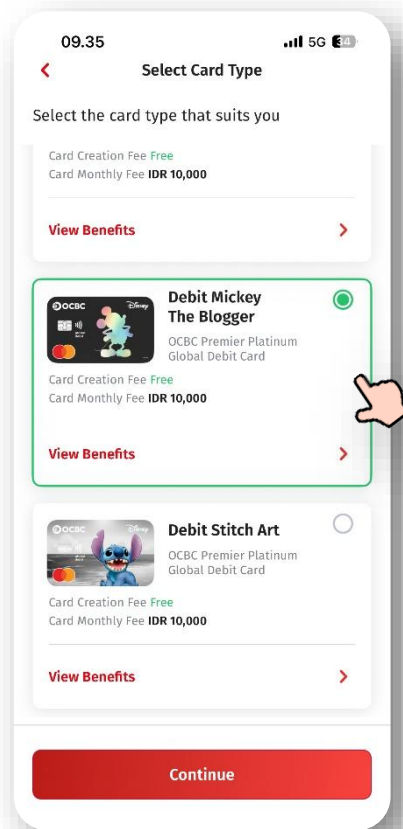 09.35
5G 34
Select Card Type
Select the card type that suits you
Card Creation Fee Free
Card Monthly Fee IDR 10,000
View Benefits
OCBC Disney
Debit Mickey
The Blogger
OCBC Premier Platinum
Global Debit Card
Card Creation Fee Free
Card Monthly Fee IDR 10,000
View Benefits
OCBC Disney
Debit Stitch Art
OCBC Premier Platinum
Global Debit Card
Card Creation Fee Free
Card Monthly Fee IDR 10,000
View Benefits
Continue